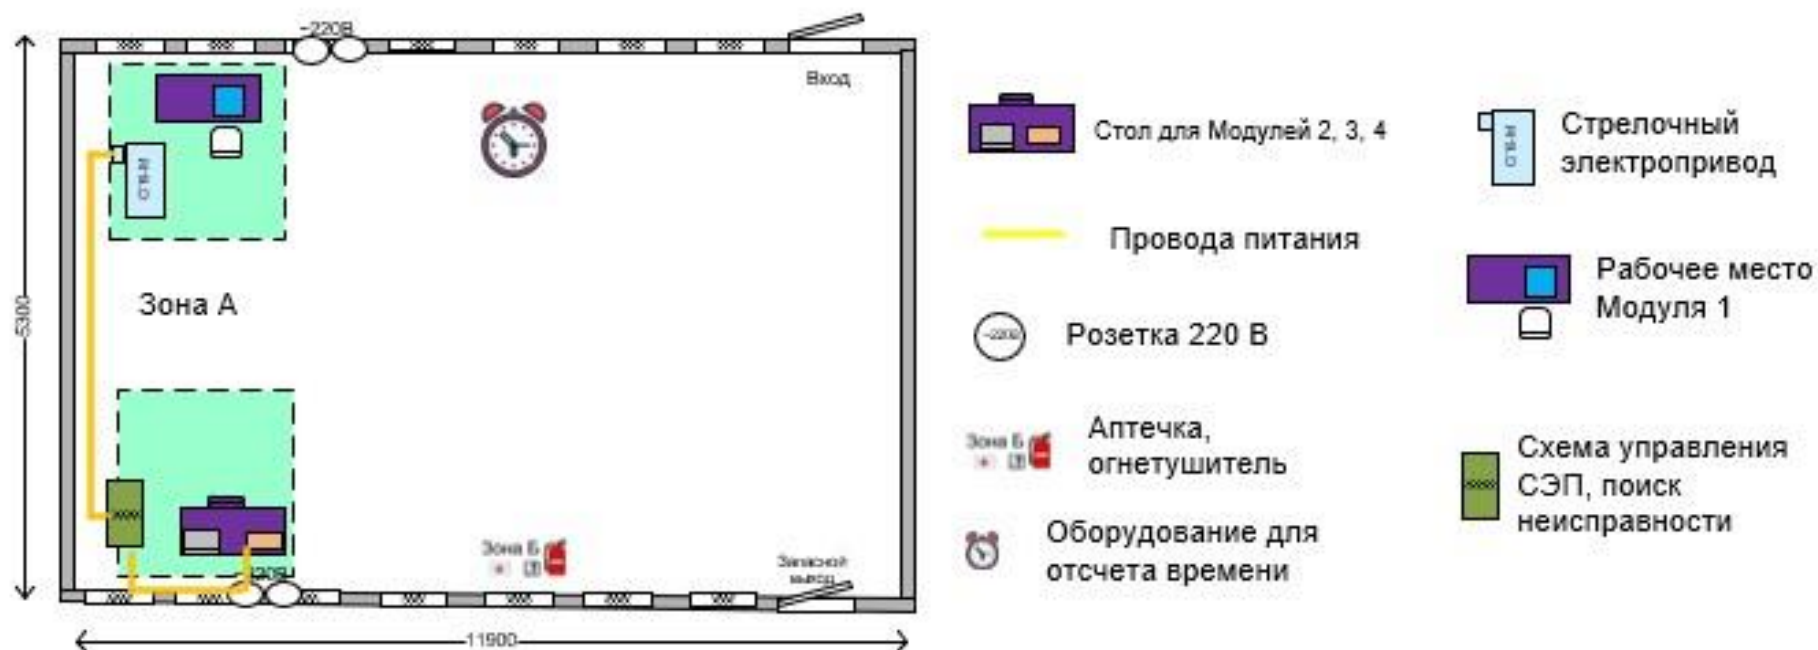 ~220В
Вход
5300
Зона А
Зона Б
Запасной
выход
11900
Стол для Модулей 2, 3, 4
Провода питания
~220В
Розетка 220 В
Зона Б
Аптечка,
огнетушитель
Оборудование для
отсчета времени
Стрелочный
электропривод
Рабочее место
Модуля 1
Схема управления
СЭП, поиск
неисправности